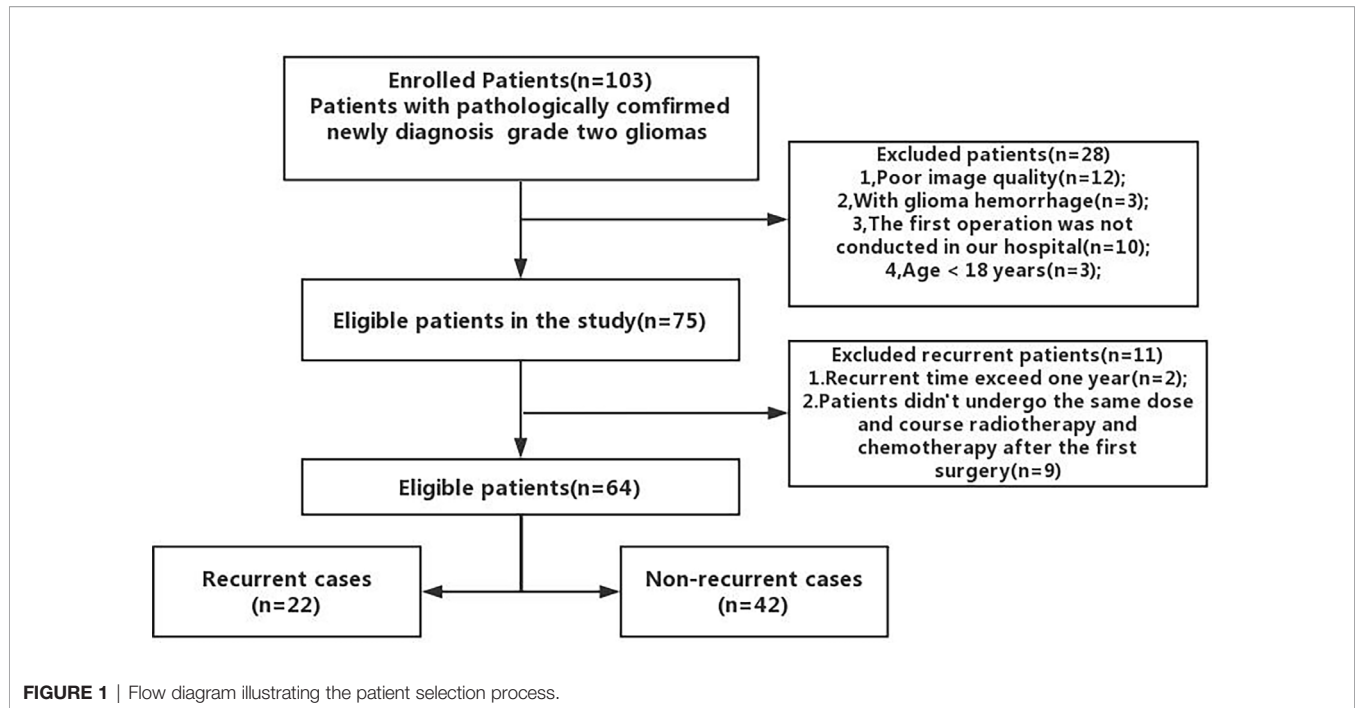 Enrolled Patients(n=103)
Patients with pathologically comfirmed
newly diagnosis grade two gliomas
Excluded patients(n=28)
1,Poor image quality(n=12);
2,With glioma hemorrhage(n=3);
3,The first operation was not
conducted in our hospital(n=10);
4,Age < 18 years(n=3);
Eligible patients in the study(n=75)
Excluded recurrent patients(n=11)
1.Recurrent time exceed one year(n=2);
2.Patients didn't undergo the same dose
and course radiotherapy and
chemotherapy after the first
surgery(n=9)
Eligible patients(n=64)
Recurrent cases
(n=22)
Non-recurrent cases
(n=42)
FIGURE 1 | Flow diagram illustrating the patient selection process.